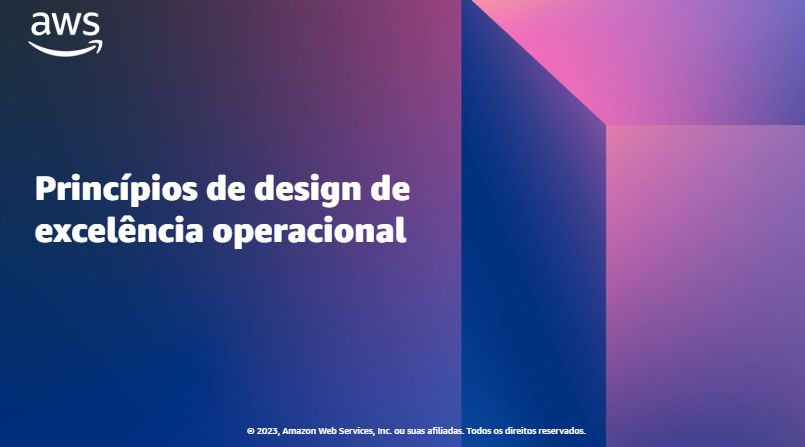 aws
Princípios de design de
excelência operacional
© 2023, Amazon Web Services, Inc. ou suas afiliadas. Todos os direitos reservados.